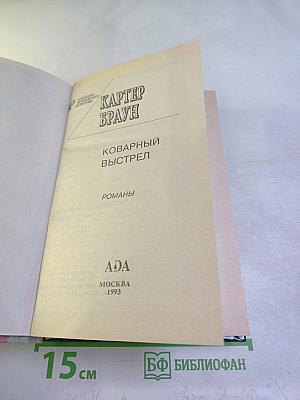 КАРТЕР
БРАУН
КОВАРНЫЙ
ВЫСТРЕЛ
РОМАНЫ
АДА
МОСКВА
1993
15 см
БФ БИБЛИОФАН